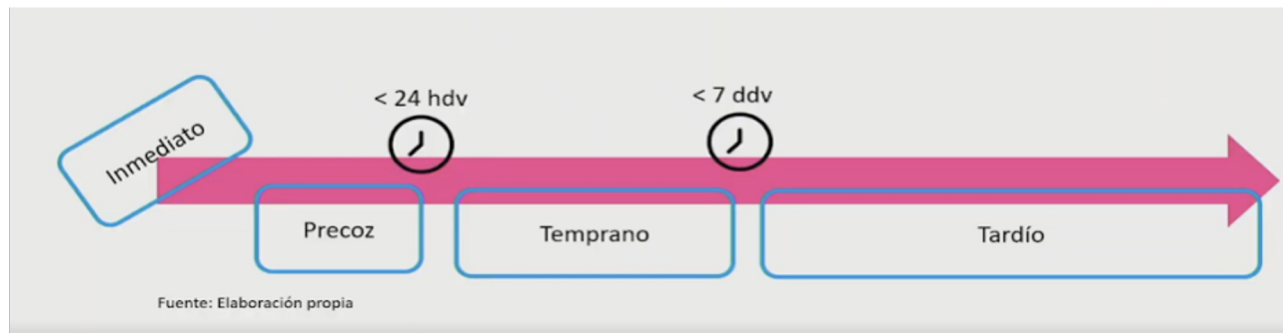 Inmediato
< 24 hdv
< 7 ddv
Precoz
Temprano
Tardío
Fuente: Elaboración propia